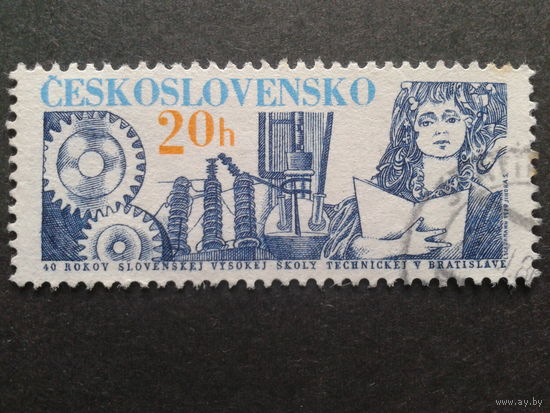 ČESKOSLOVENSKO
20h
40 ROKOV SLOVENSKEJ VYSOKEJ ŠKOLY TECHNICKEJ V BRATISLAVE
www.ay.by